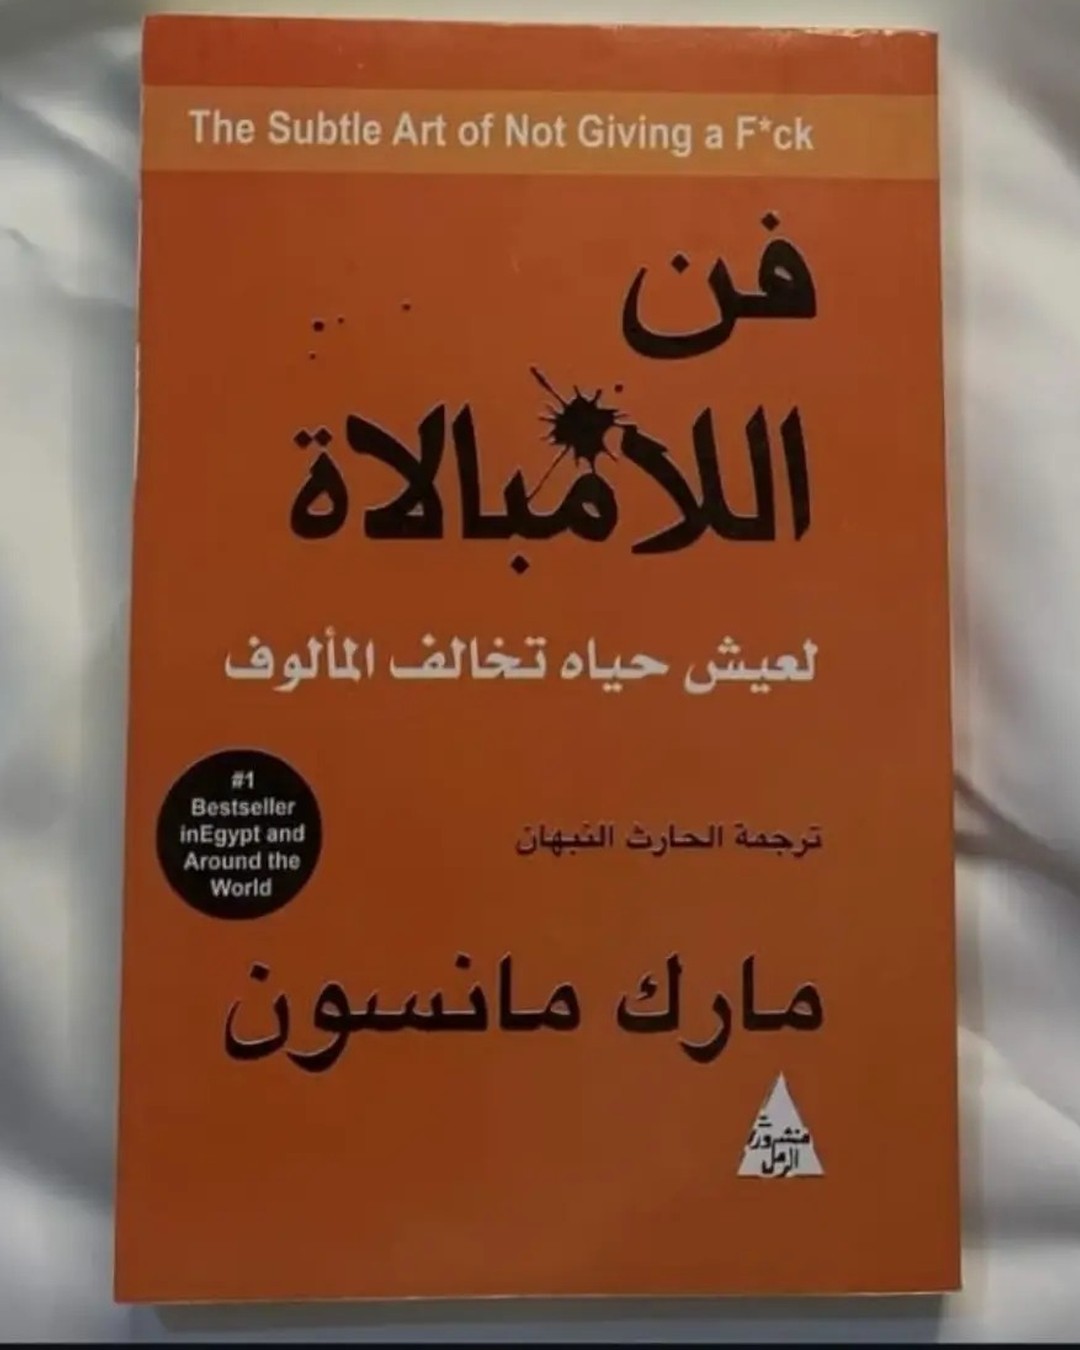 The Subtle Art of Not Giving a F*ck
فن
اللامبالاة
لعيش حياه تخالف المألوف
#1
Bestseller
inEgypt and
Around the
World
ترجمة الحارث النبهان
مارك مانسون
منشورات
الرمل